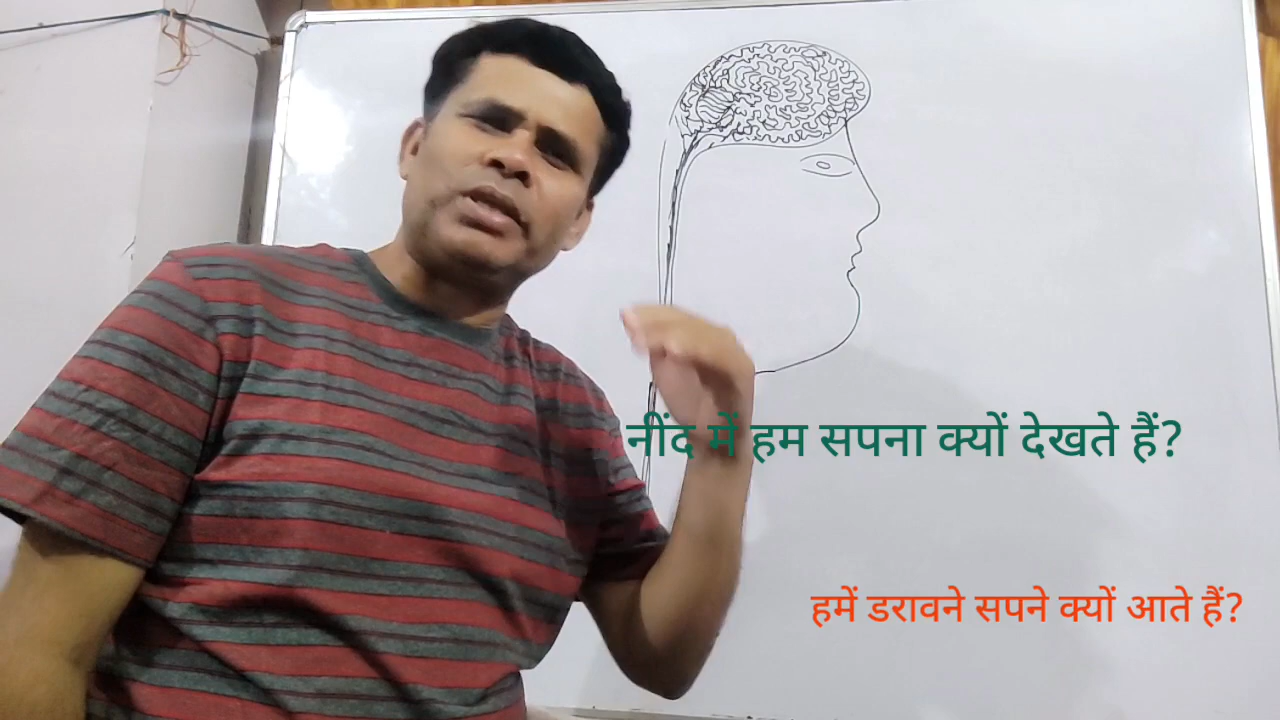 नींद में हम सपना क्यों देखते हैं?
हमें डरावने सपने क्यों आते हैं?